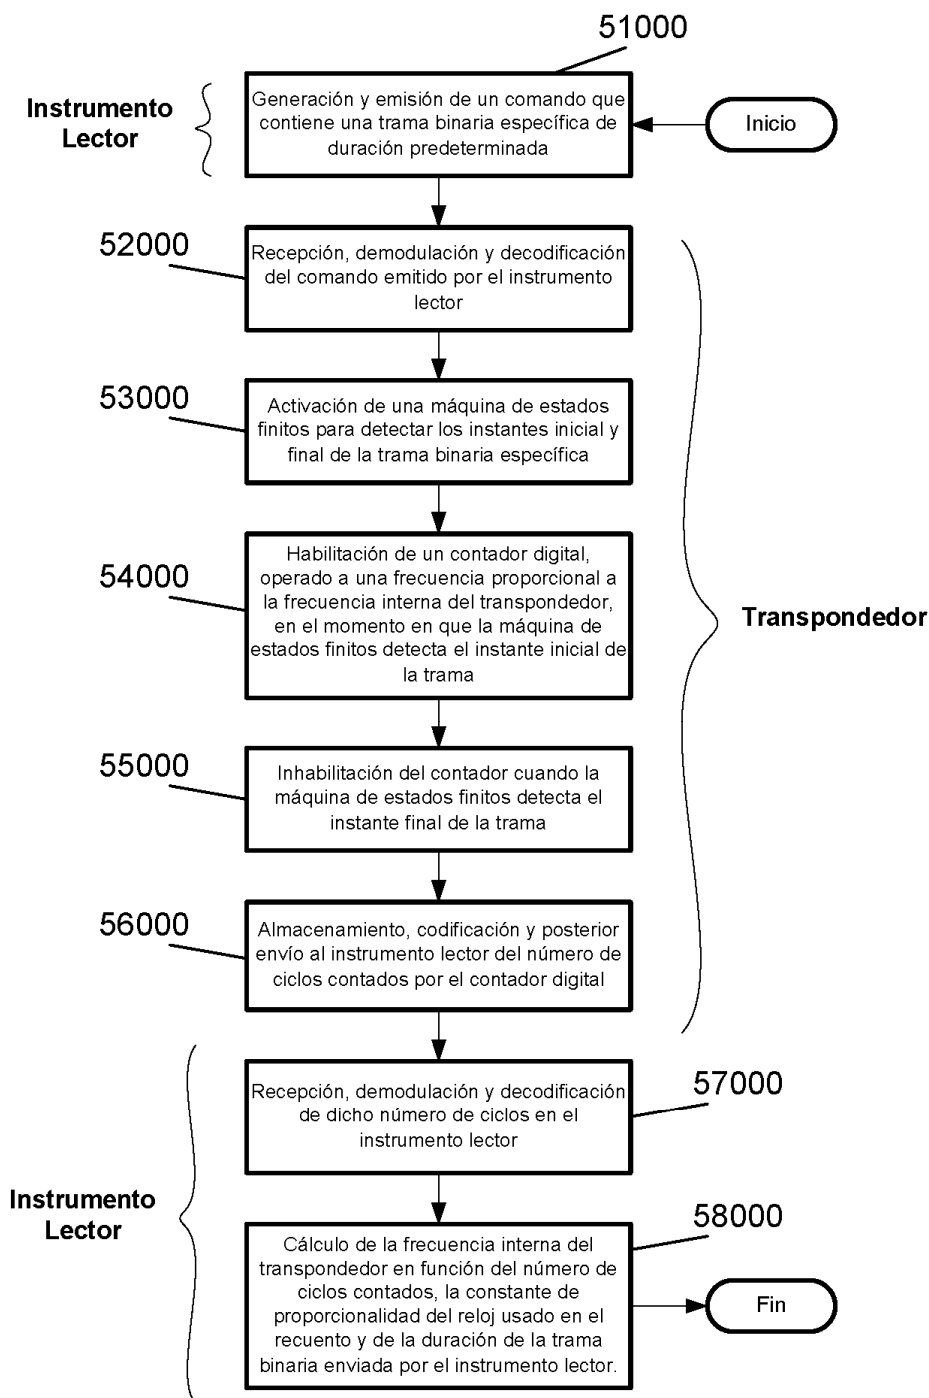 51000
Instrumento
Lector
Generación y emisión de un comando que
contiene una trama binaria específica de
duración predeterminada
Inicio
52000
Recepción, demodulación y decodificación
del comando emitido por el instrumento
lector
53000
Activación de una máquina de estados
finitos para detectar los instantes inicial y
final de la trama binaria específica
54000
Habilitación de un contador digital,
operado a una frecuencia proporcional a
la frecuencia interna del transpondedor,
en el momento en que la máquina de
estados finitos detecta el instante inicial de
la trama
Transpondedor
55000
Inhabilitación del contador cuando la
máquina de estados finitos detecta el
instante final de la trama
56000
Almacenamiento, codificación y posterior
envío al instrumento lector del número de
ciclos contados por el contador digital
57000
Recepción, demodulación y decodificación
de dicho número de ciclos en el
instrumento lector
Instrumento
Lector
58000
Cálculo de la frecuencia interna del
transpondedor en función del número de
ciclos contados, la constante de
proporcionalidad del reloj usado en el
recuento y de la duración de la trama
binaria enviada por el instrumento lector.
Fin